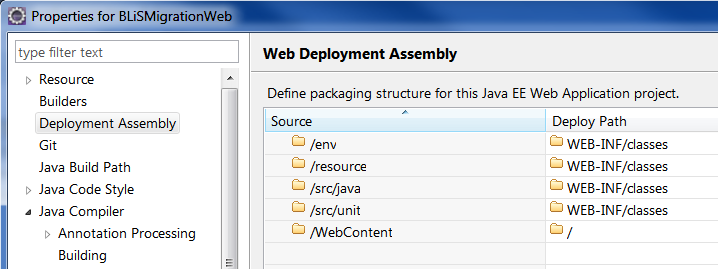 Properties for BLiSMigrationWeb
type filter text
Resource
Builders
Deployment Assembly
Git
Java Build Path
Java Code Style
Java Compiler
Annotation Processing
Building
Web Deployment Assembly
Define packaging structure for this Java EE Web Application project.
Source Deploy Path
/env WEB-INF/classes
/resource WEB-INF/classes
/src/java WEB-INF/classes
/src/unit WEB-INF/classes
/WebContent /